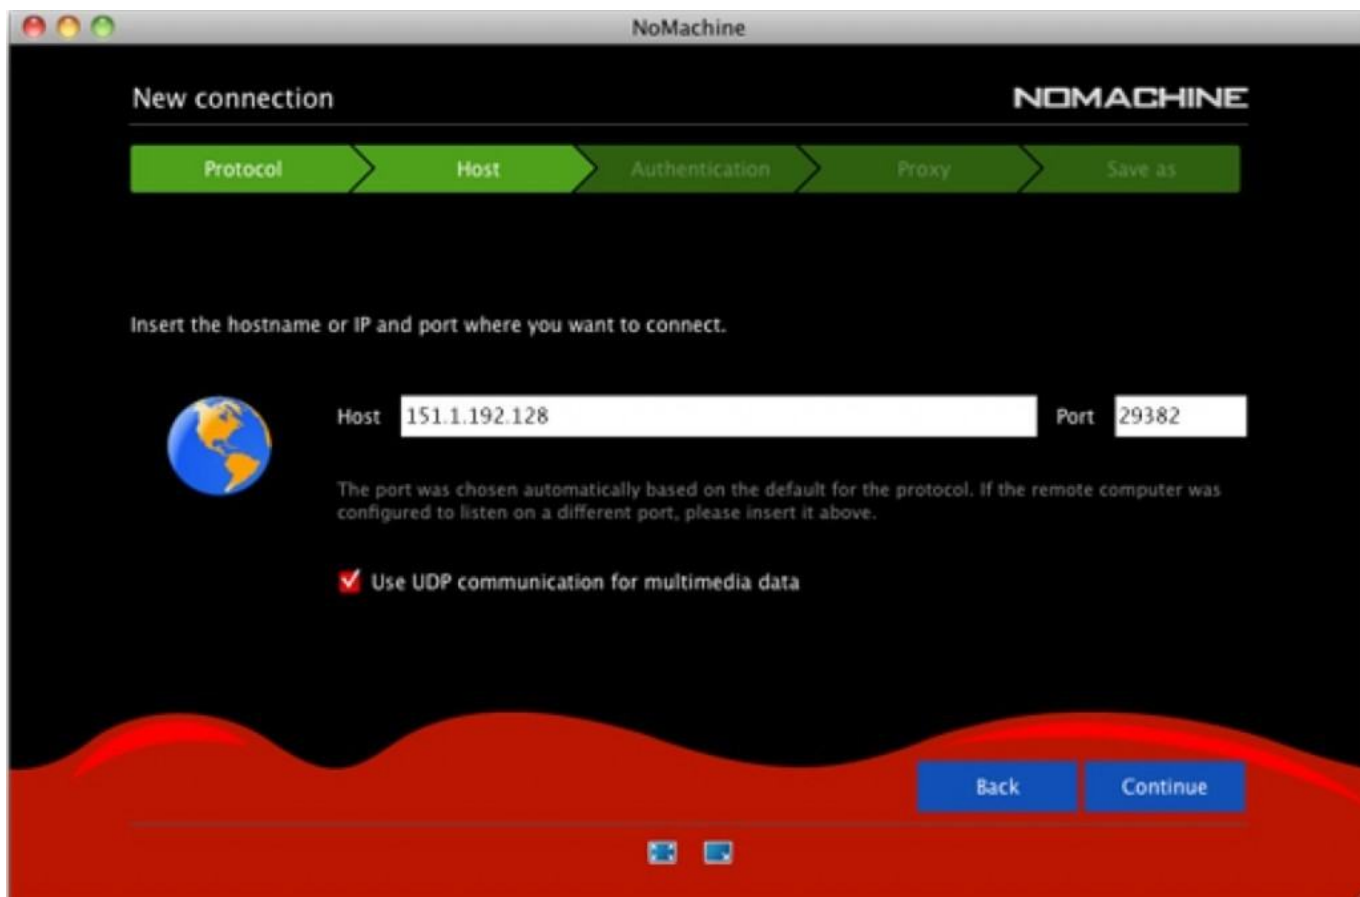 NoMachine
New connection
NOMACHINE
Protocol
Host
Authentication
Proxy
Save as
Insert the hostname or IP and port where you want to connect.
Host 151.1.192.128 Port 29382
The port was chosen automatically based on the default for the protocol. If the remote computer was
configured to listen on a different port, please insert it above.
Use UDP communication for multimedia data
Back
Continue